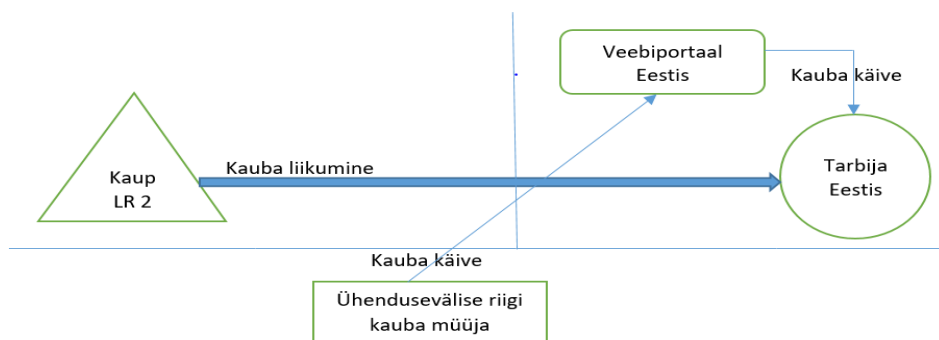 Veebiportaal
Eestis
Kauba käive
Kaup
LR 2
Kauba liikumine
Tarbija
Eestis
Kauba käive
Ühendusevälise riigi
kauba müüja